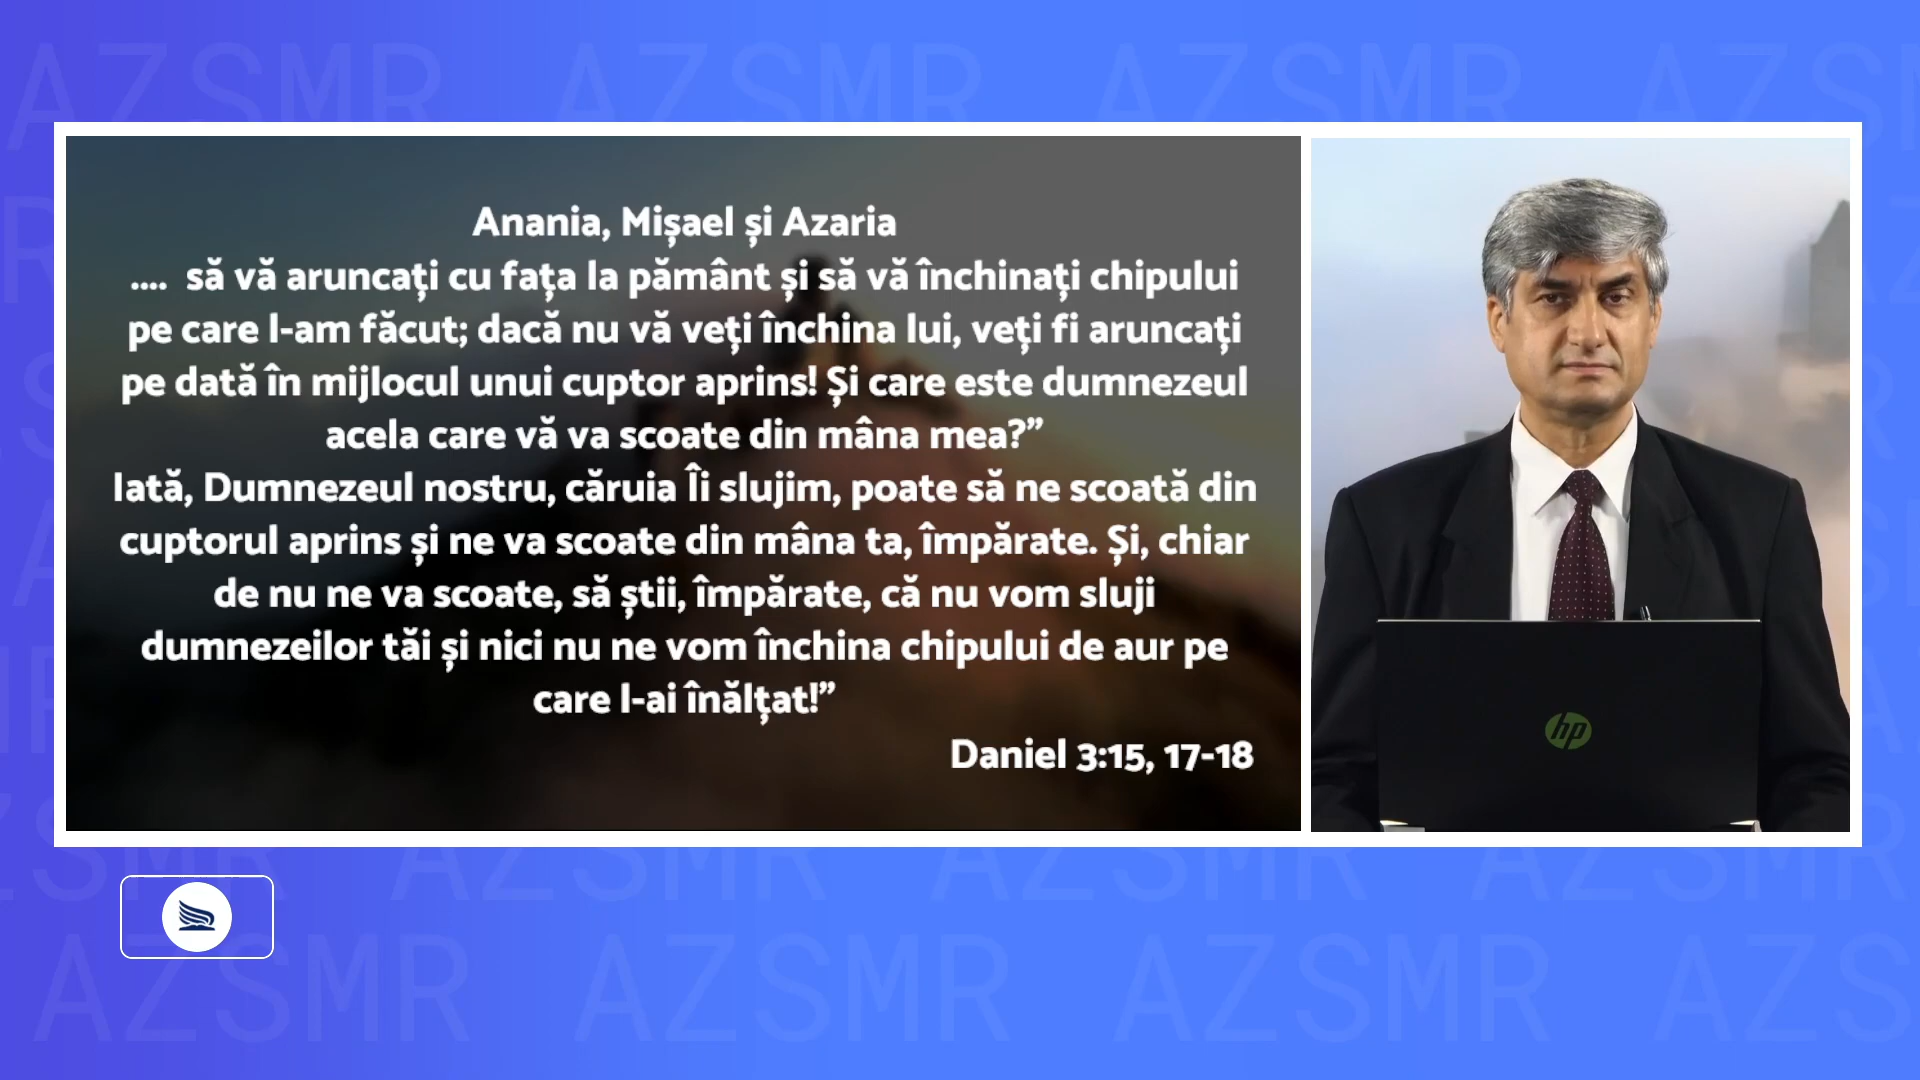 AZSMR AZSMR AZSMR AZS
Anania, Mișael și Azaria
.... să vă aruncați cu fața la pământ și să vă închinați chipului
pe care l-am făcut; dacă nu vă veți închina lui, veți fi aruncați
pe dată în mijlocul unui cuptor aprins! Și care este dumnezeul
acela care vă va scoate din mâna mea?”
Iată, Dumnezeul nostru, căruia Îi slujim, poate să ne scoată din
cuptorul aprins și ne va scoate din mâna ta, împărate. Și, chiar
de nu ne va scoate, să știi, împărate, că nu vom sluji
dumnezeilor tăi și nici nu ne vom închina chipului de aur pe
care l-ai înălțat!”
Daniel 3:15, 17-18
hp
AZSMR AZSMR AZSMR
AZSMR AZSMR AZSMR AZS